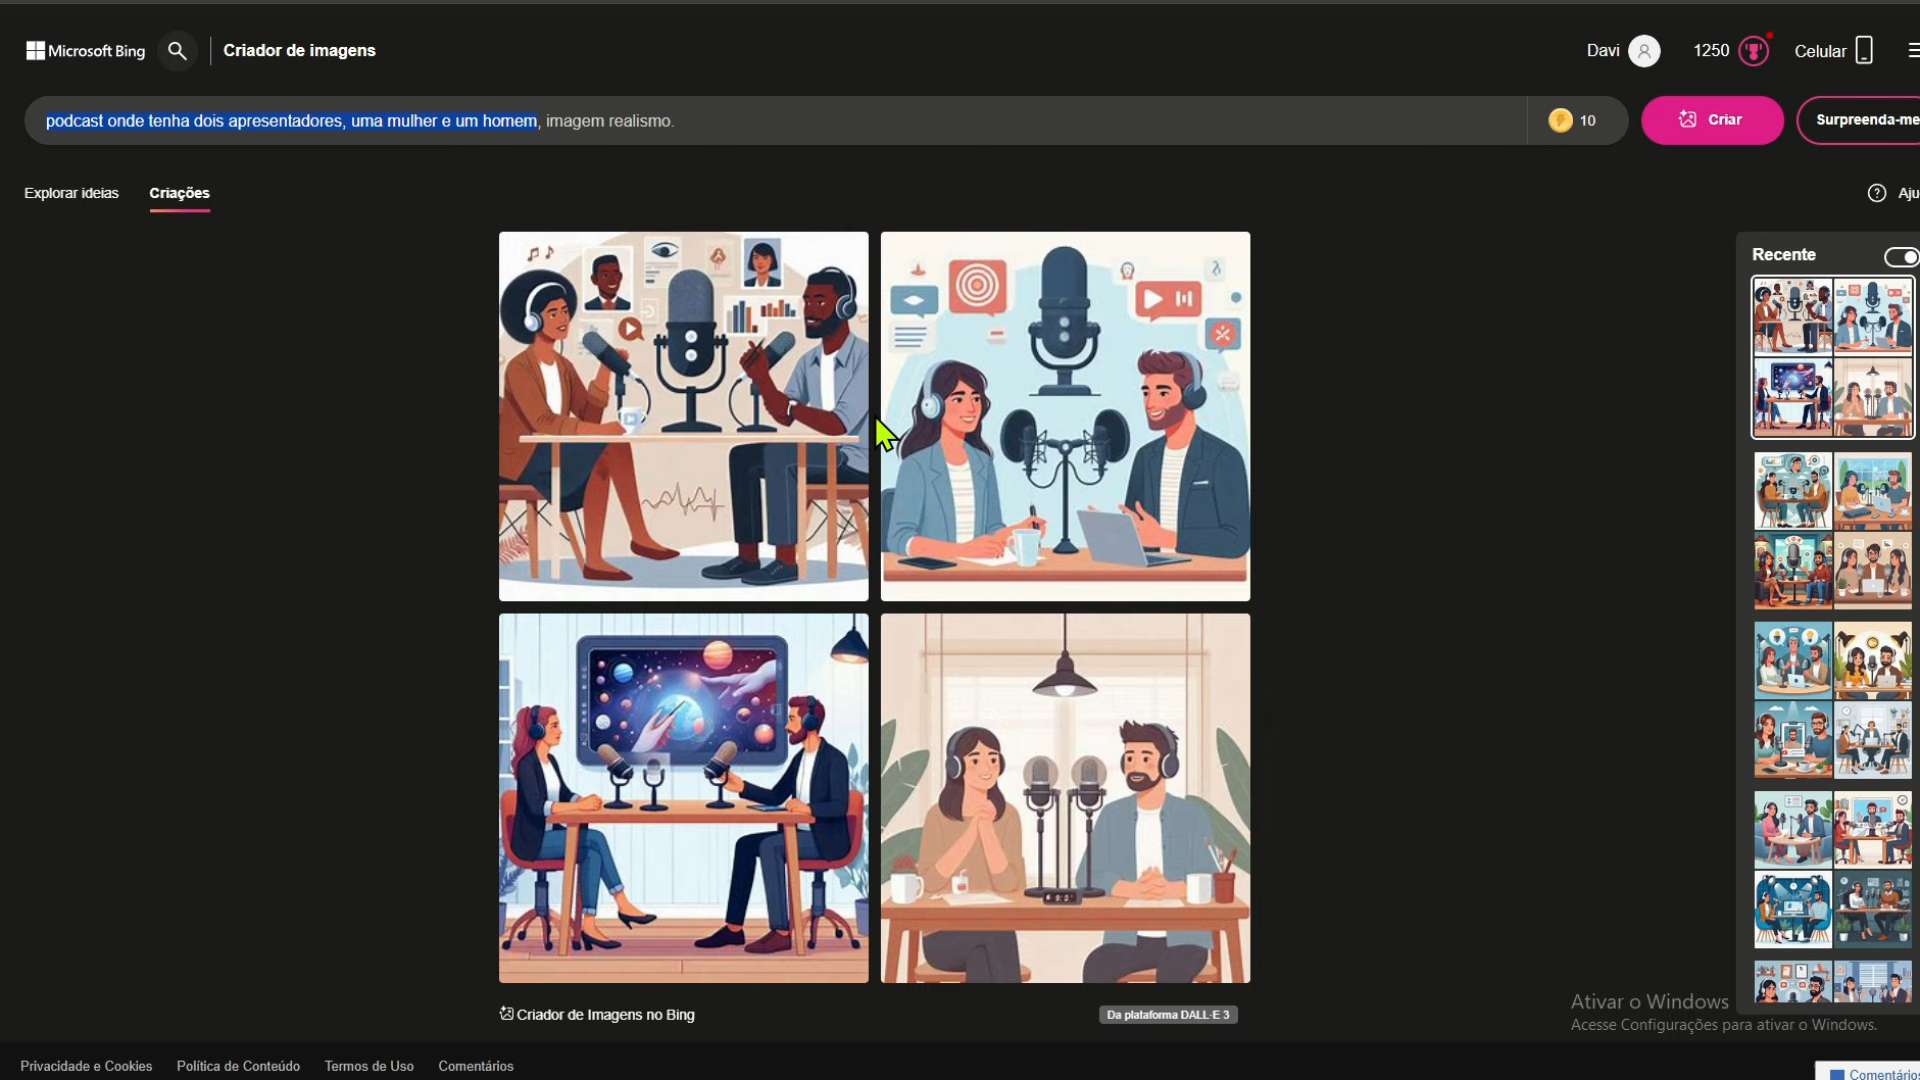 Microsoft Bing
Criador de imagens
Davi
1250
Celular
podcast onde tenha dois apresentadores, uma mulher e um homem, imagem realismo.
10
Criar
Surpreenda-me
Explorar ideias
Criações
Aju
Recente
Criador de Imagens no Bing
Da plataforma DALL·E 3
Ativar o Windows
Acesse Configurações para ativar o Windows.
Privacidade e Cookies
Política de Conteúdo
Termos de Uso
Comentários
Comentários